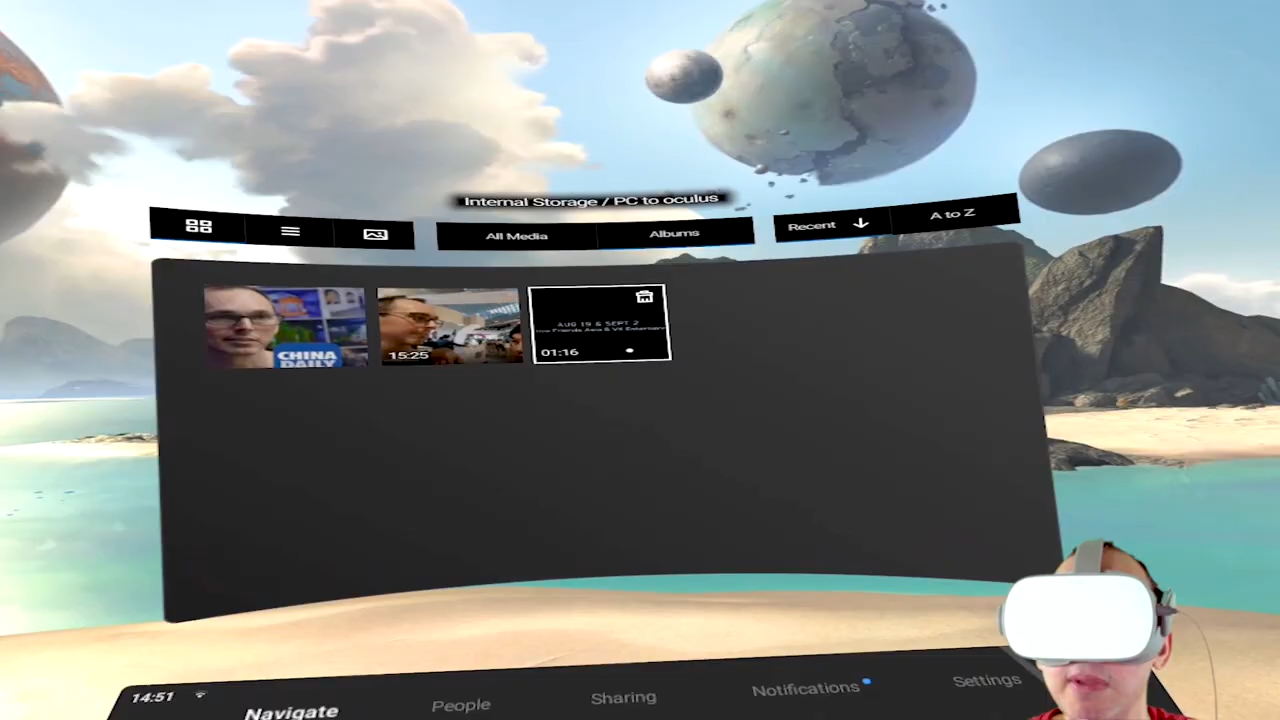 Internal Storage / PC to oculus
All Media
Albums
Recent
A to Z
CHINA
DAILY
15:25
AUG 19 & SEPT 2
01:16
14:51
Navigate
People
Sharing
Notifications
Settings